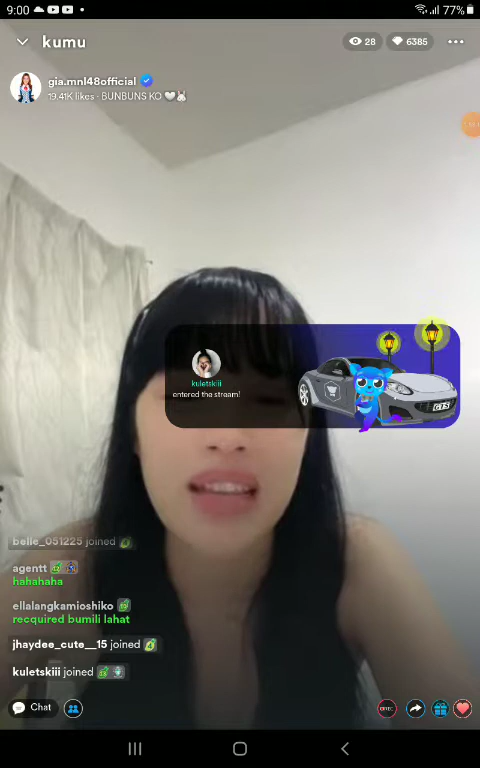 9:00
77%
kumu
28
6385
gia.mnl48official
19.41K likes · BUNBUNS KO
kuletskiii
entered the stream!
GTS
belle_051225 joined
agentt
hahahaha
ellalangkamioshiko
recquired bumili lahat
jhaydee_cute__15 joined
kuletskiii joined
Chat